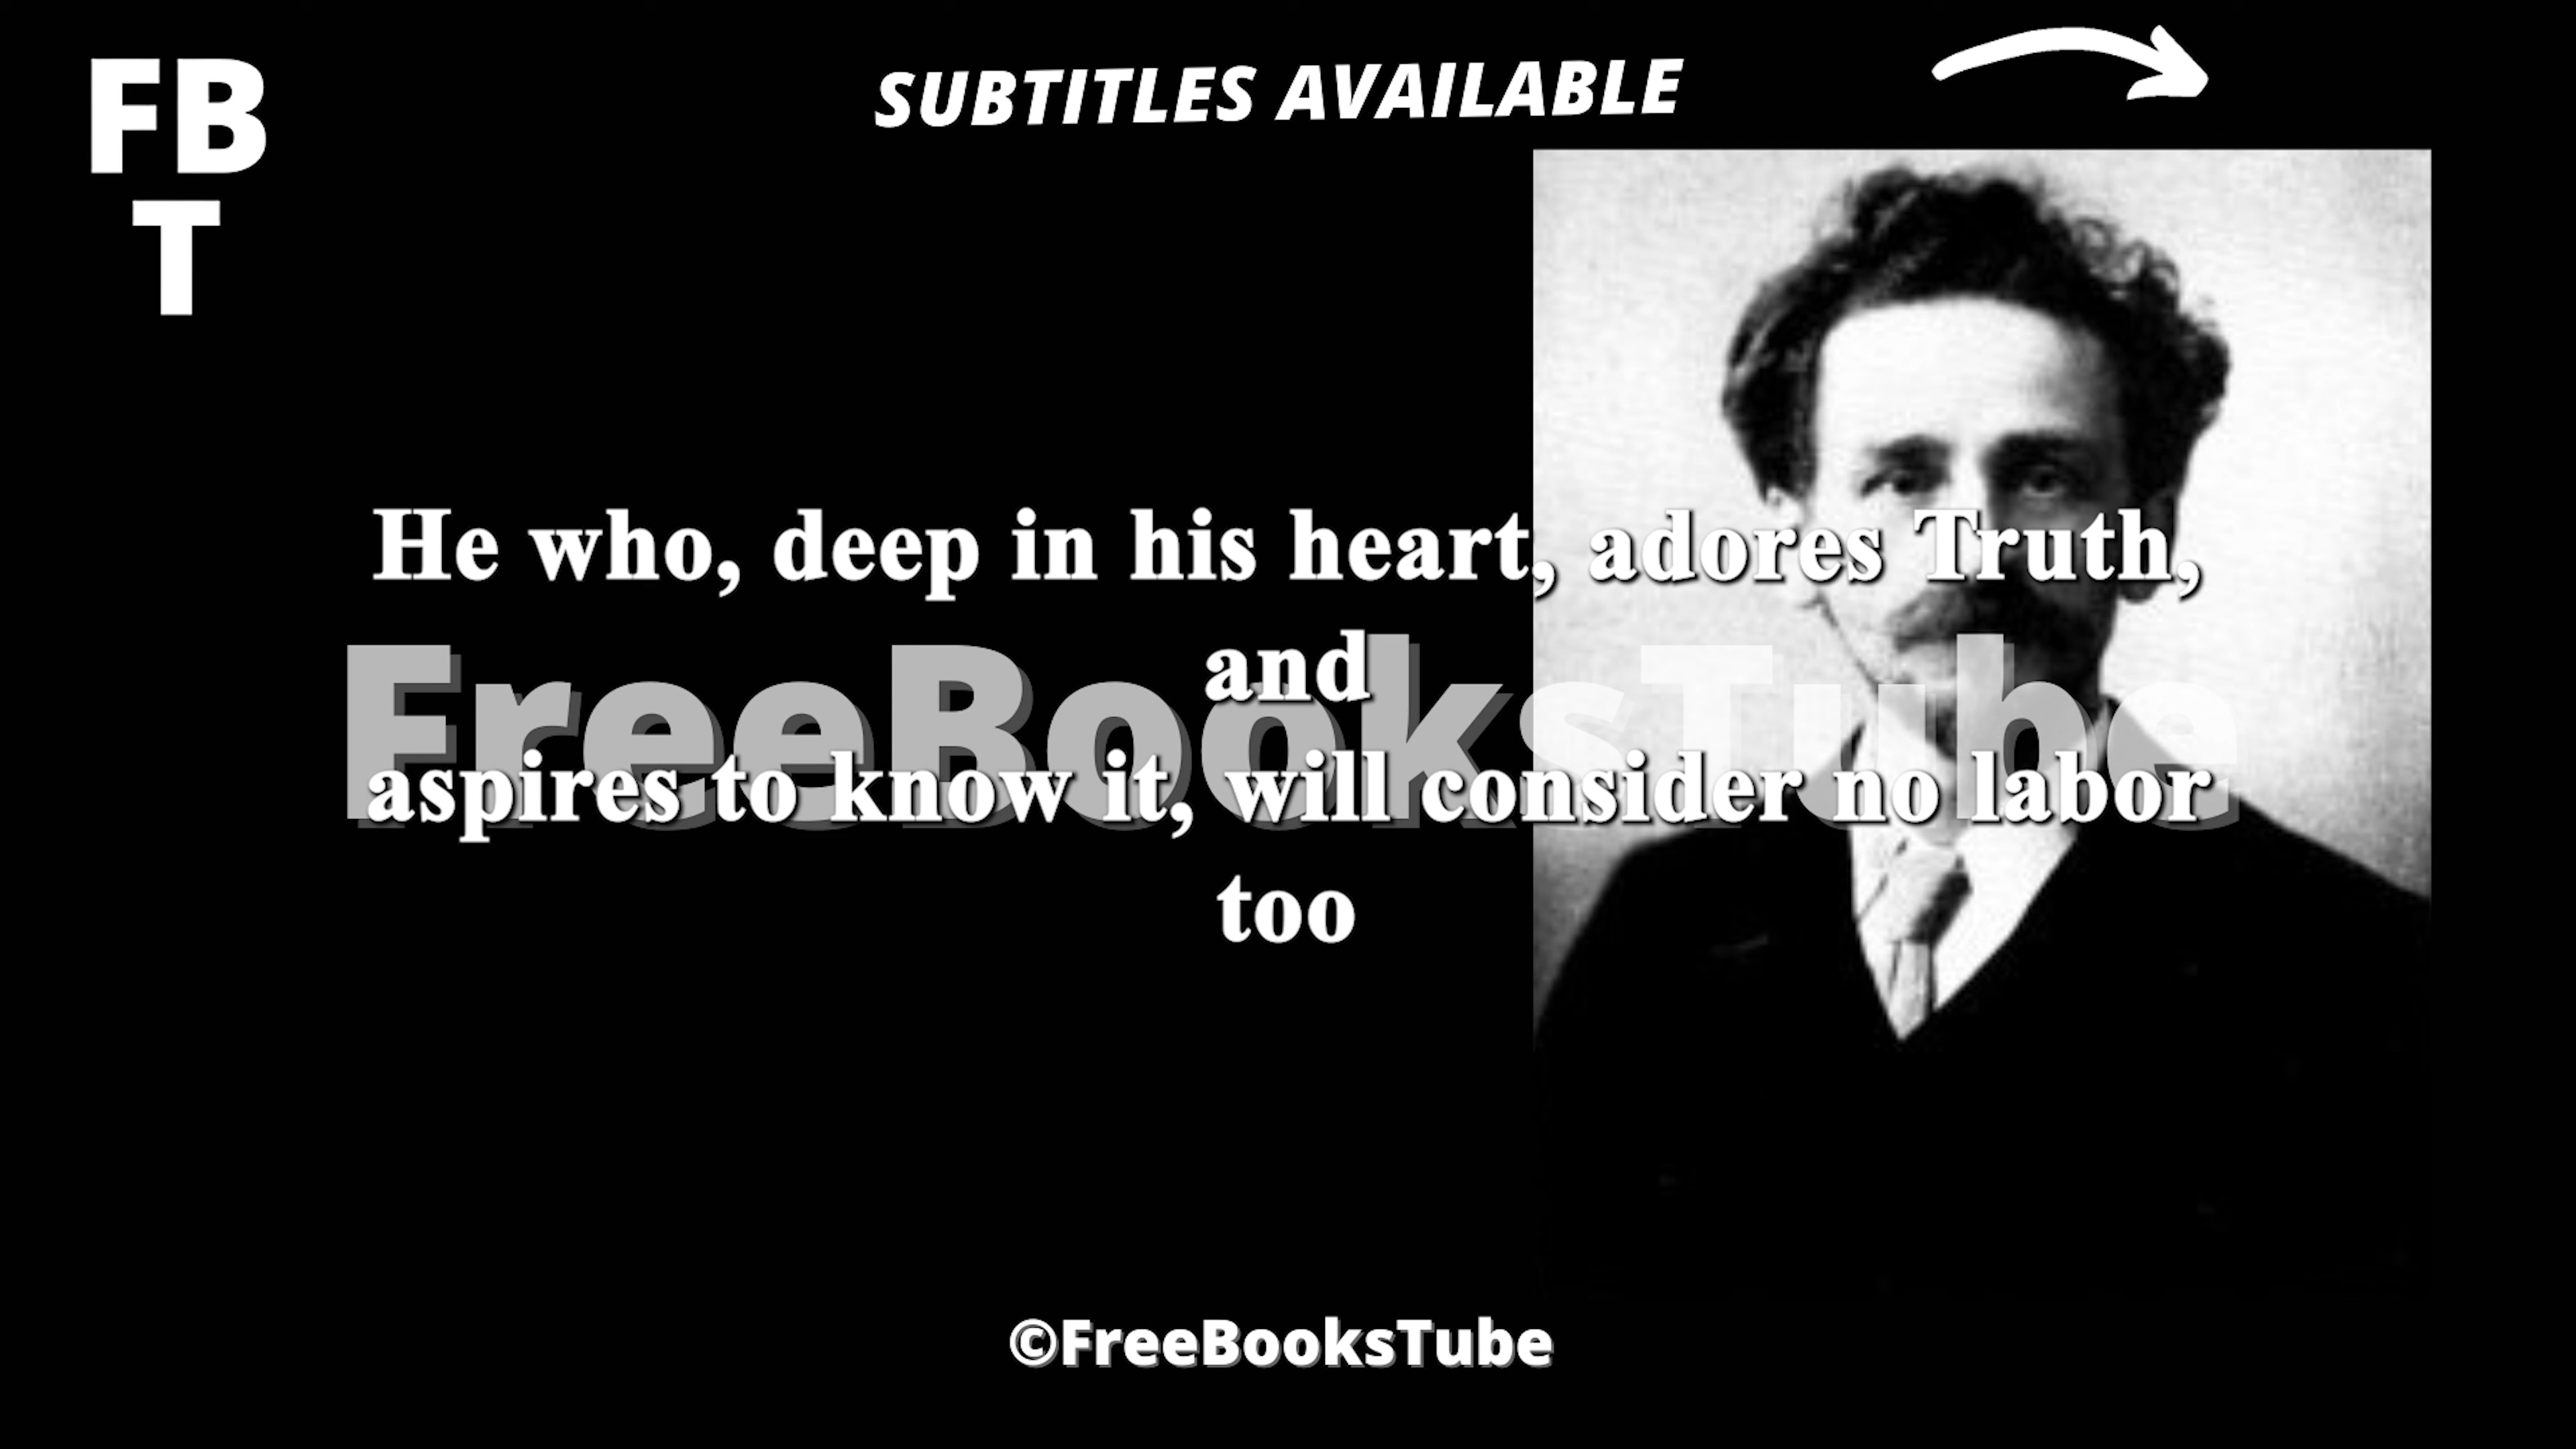 FB
T
SUBTITLES AVAILABLE
He who, deep in his heart, adores Truth,
and
FreeBooksTube
aspires to know it, will consider no labor
too
©FreeBooksTube